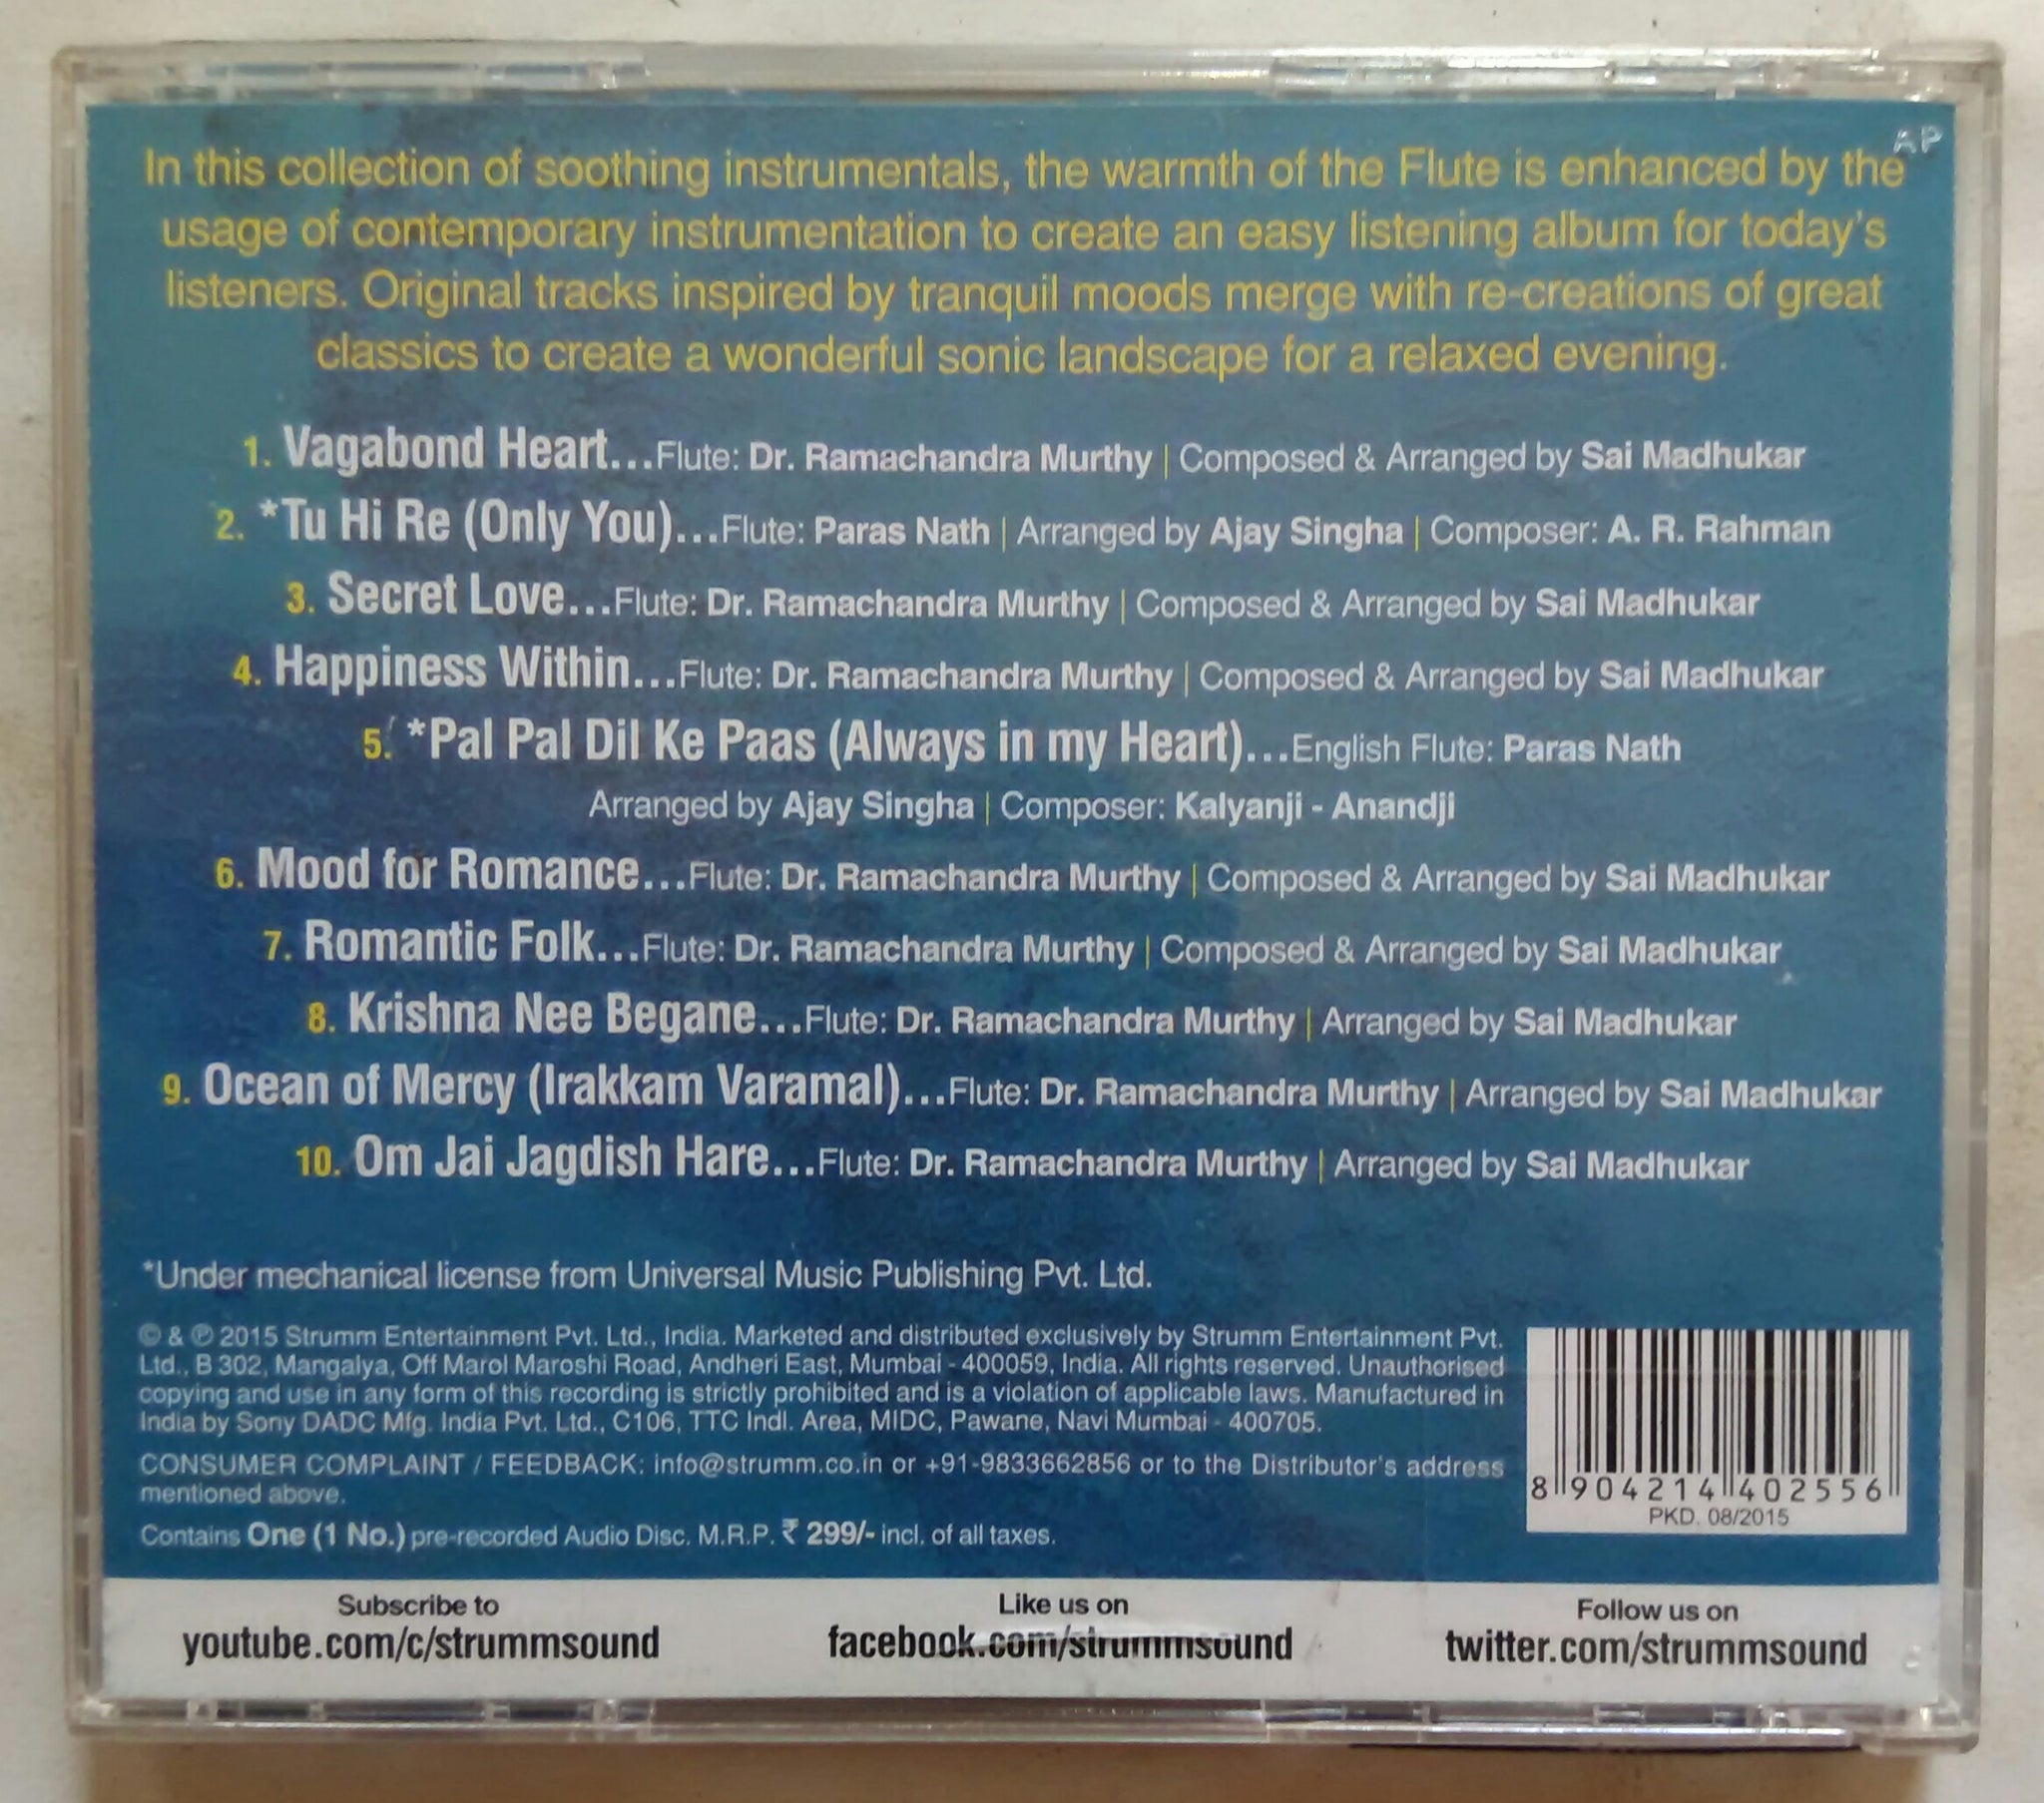 AP
In this collection of soothing instrumentals, the warmth of the Flute is enhanced by the
usage of contemporary instrumentation to create an easy listening album for today's
listeners. Original tracks inspired by tranquil moods merge with re-creations of great
classics to create a wonderful sonic landscape for a relaxed evening.
1. Vagabond Heart...Flute: Dr. Ramachandra Murthy | Composed & Arranged by Sai Madhukar
2. *Tu Hi Re (Only You)...Flute: Paras Nath | Arranged by Ajay Singha | Composer: A. R. Rahman
3. Secret Love...Flute: Dr. Ramachandra Murthy | Composed & Arranged by Sai Madhukar
4. Happiness Within...Flute: Dr. Ramachandra Murthy | Composed & Arranged by Sai Madhukar
5. *Pal Pal Dil Ke Paas (Always in my Heart)...English Flute: Paras Nath
Arranged by Ajay Singha | Composer: Kalyanji - Anandji
6. Mood for Romance...Flute: Dr. Ramachandra Murthy | Composed & Arranged by Sai Madhukar
7. Romantic Folk...Flute: Dr. Ramachandra Murthy | Composed & Arranged by Sai Madhukar
8. Krishna Nee Begane...Flute: Dr. Ramachandra Murthy | Arranged by Sai Madhukar
9. Ocean of Mercy (Irakkam Varamal)...Flute: Dr. Ramachandra Murthy | Arranged by Sai Madhukar
10. Om Jai Jagdish Hare...Flute: Dr. Ramachandra Murthy | Arranged by Sai Madhukar
*Under mechanical license from Universal Music Publishing Pvt. Ltd.
© & ℗ 2015 Strumm Entertainment Pvt. Ltd., India. Marketed and distributed exclusively by Strumm Entertainment Pvt.
Ltd., B 302, Mangalya, Off Marol Maroshi Road, Andheri East, Mumbai - 400059, India. All rights reserved. Unauthorised
copying and use in any form of this recording is strictly prohibited and is a violation of applicable laws. Manufactured in
India by Sony DADC Mfg. India Pvt. Ltd., C106, TTC Indl. Area, MIDC, Pawane, Navi Mumbai - 400705.
CONSUMER COMPLAINT / FEEDBACK: info@strumm.co.in or +91-9833662856 or to the Distributor's address
mentioned above.
Contains One (1 No.) pre-recorded Audio Disc. M.R.P. ₹ 299/- incl. of all taxes.
8 904214 402556
PKD. 08/2015
Subscribe to
youtube.com/c/strummsound
Like us on
facebook.com/strummsound
Follow us on
twitter.com/strummsound